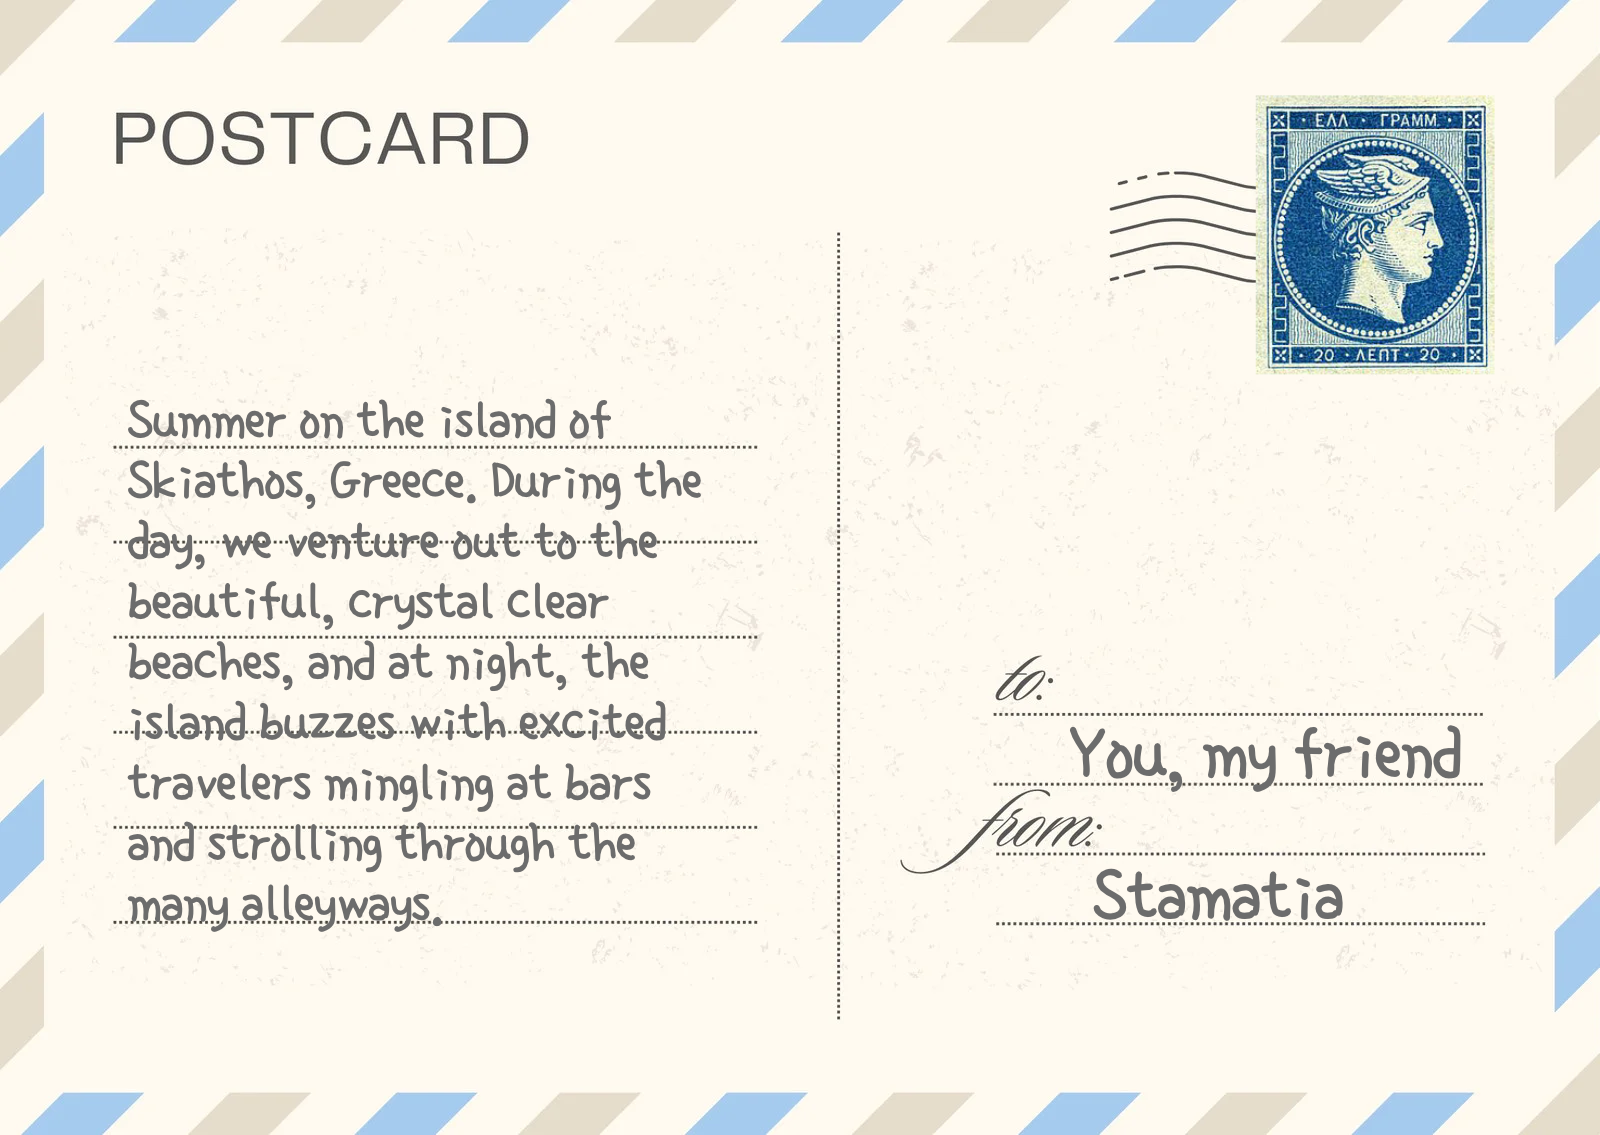 POSTCARD
ΕΛΛ · ΓΡΑΜΜ.
20 · ΛΕΠΤ · 20
Summer on the island of
Skiathos, Greece. During the
day, we venture out to the
beautiful, crystal clear
beaches, and at night, the
island buzzes with excited
travelers mingling at bars
and strolling through the
many alleyways.
to:
You, my friend
from:
Stamatia